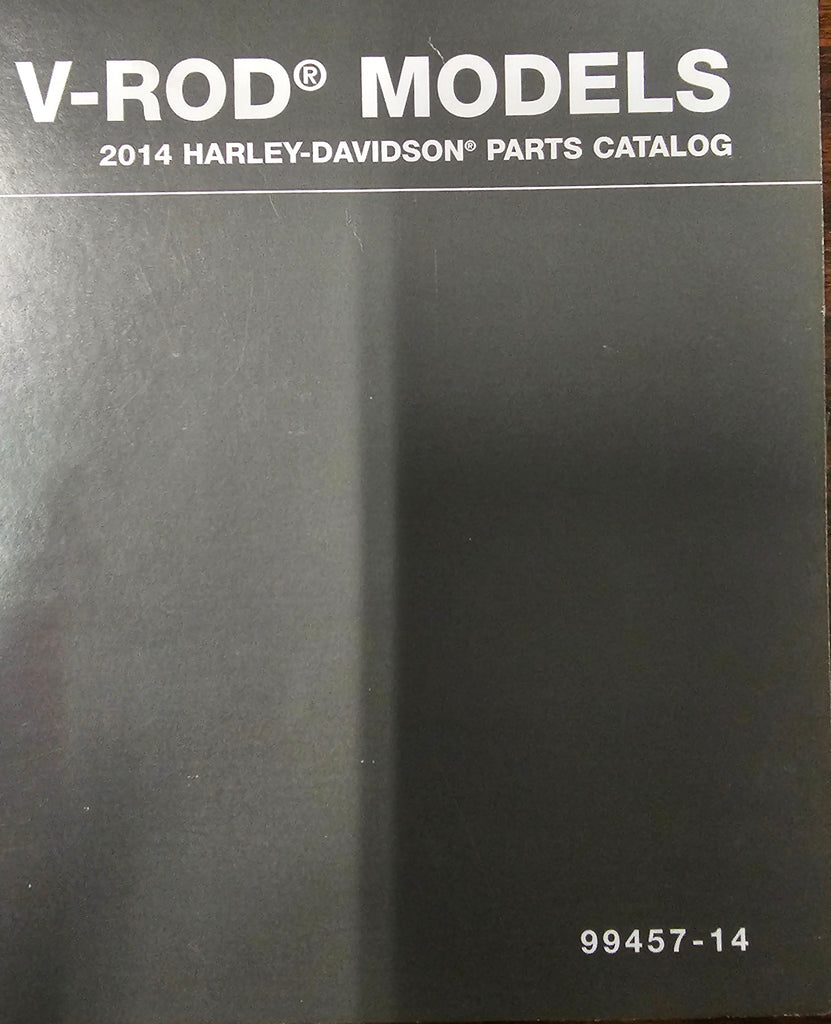 V-ROD® MODELS
2014 HARLEY-DAVIDSON® PARTS CATALOG
99457-14